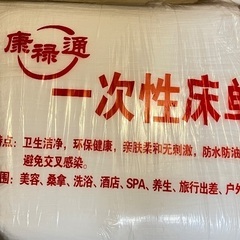 康禄通
一次性床单
特点：卫生洁净，环保健康，亲肤柔和无刺激，防水防油
避免交叉感染。
范围：美容、桑拿、洗浴、酒店、SPA、养生、旅行出差、户外